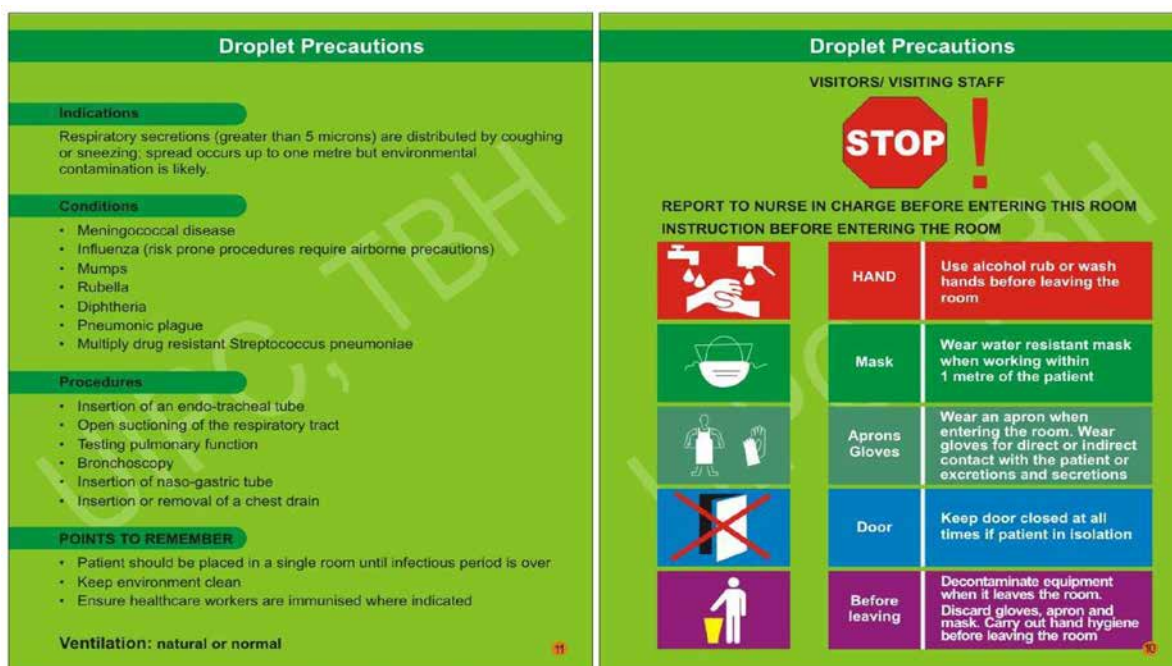 Droplet Precautions
Indications
Respiratory secretions (greater than 5 microns) are distributed by coughing
or sneezing; spread occurs up to one metre but environmental
contamination is likely.
Conditions
• Meningococcal disease
• Influenza (risk prone procedures require airborne precautions)
• Mumps
• Rubella
• Diphtheria
• Pneumonic plague
• Multiply drug resistant Streptococcus pneumoniae
Procedures
• Insertion of an endo-tracheal tube
• Open suctioning of the respiratory tract
• Testing pulmonary function
• Bronchoscopy
• Insertion of naso-gastric tube
• Insertion or removal of a chest drain
POINTS TO REMEMBER
• Patient should be placed in a single room until infectious period is over
• Keep environment clean
• Ensure healthcare workers are immunised where indicated
Ventilation: natural or normal
11
UIPC, TBH
Droplet Precautions
VISITORS/ VISITING STAFF
STOP !
REPORT TO NURSE IN CHARGE BEFORE ENTERING THIS ROOM
INSTRUCTION BEFORE ENTERING THE ROOM
HAND
Use alcohol rub or wash
hands before leaving the
room
Mask
Wear water resistant mask
when working within
1 metre of the patient
Aprons
Gloves
Wear an apron when
entering the room. Wear
gloves for direct or indirect
contact with the patient or
excretions and secretions
Door
Keep door closed at all
times if patient in isolation
Before
leaving
Decontaminate equipment
when it leaves the room.
Discard gloves, apron and
mask. Carry out hand hygiene
before leaving the room
10
UIPC, TBH